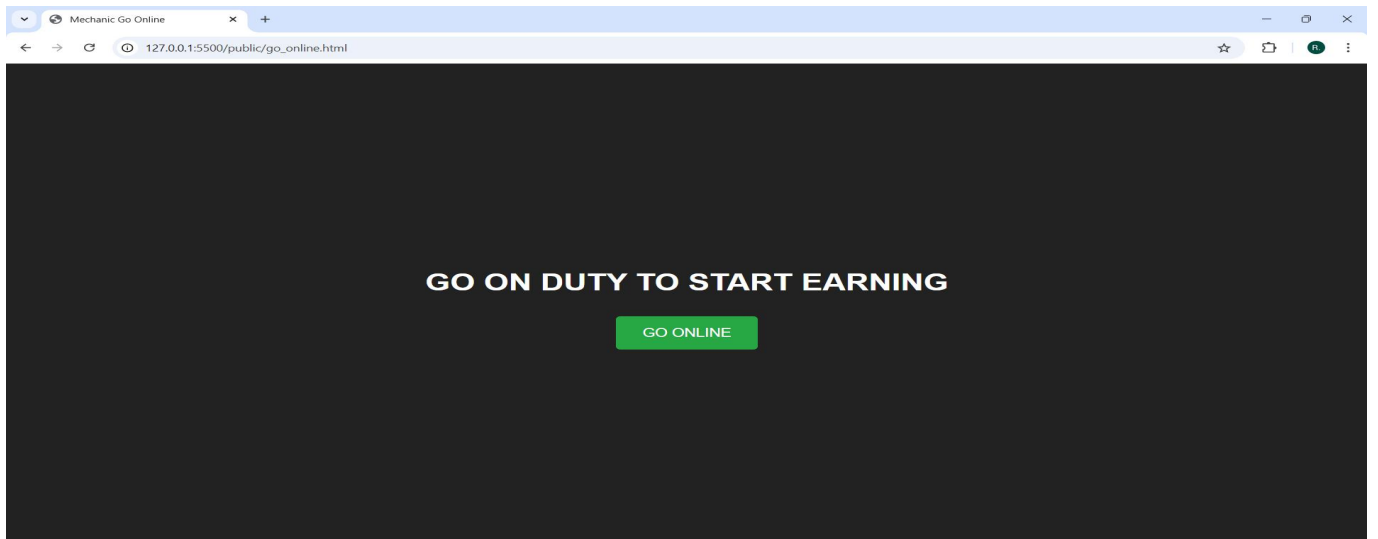 Mechanic Go Online
127.0.0.1:5500/public/go_online.html
R.
GO ON DUTY TO START EARNING
GO ONLINE